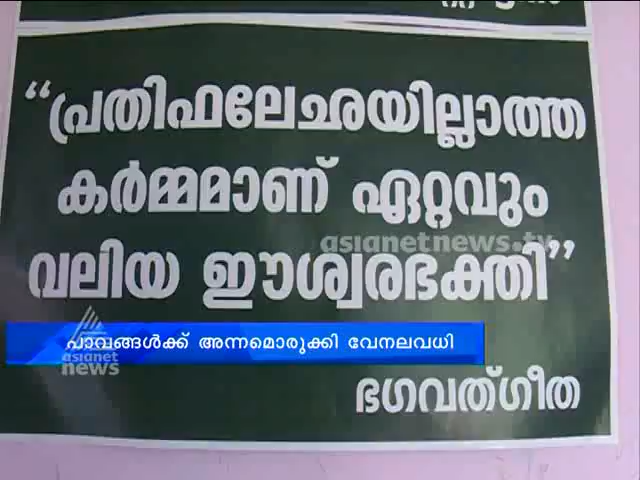 “പ്രതിഫലേഛയില്ലാത്ത
കർമ്മമാണ് ഏറ്റവും
asianetnews.tv
വലിയ ഈശ്വരഭക്തി”
പാവങ്ങൾക്ക് അന്നമൊരുക്കി വേനലവധി
asianet
news
ഭഗവത്ഗീത